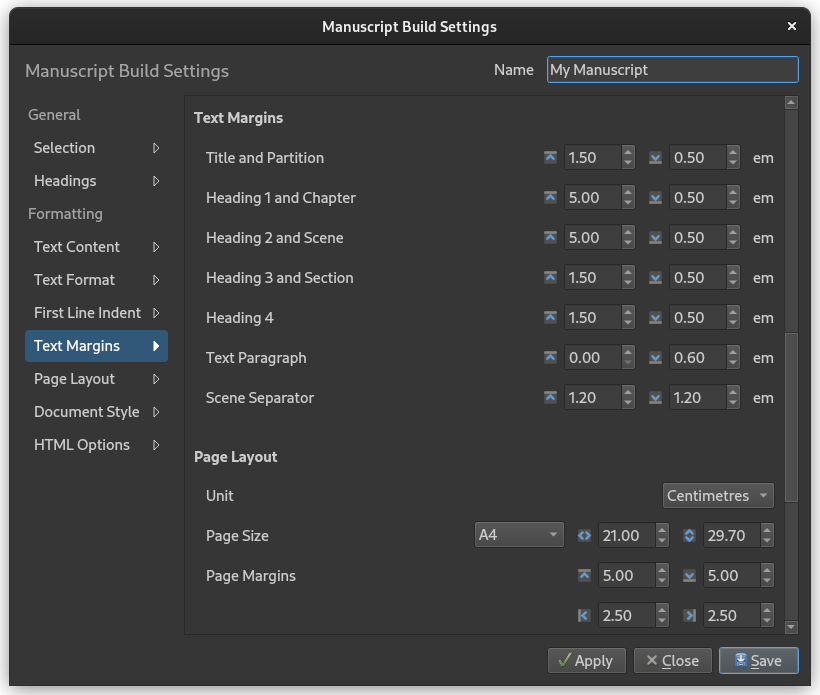 Manuscript Build Settings
Manuscript Build Settings
Name My Manuscript
General
Selection
Headings
Formatting
Text Content
Text Format
First Line Indent
Text Margins
Page Layout
Document Style
HTML Options
Text Margins
Title and Partition 1.50 0.50 em
Heading 1 and Chapter 5.00 0.50 em
Heading 2 and Scene 5.00 0.50 em
Heading 3 and Section 1.50 0.50 em
Heading 4 1.50 0.50 em
Text Paragraph 0.00 0.60 em
Scene Separator 1.20 1.20 em
Page Layout
Unit Centimetres
Page Size A4 21.00 29.70
Page Margins 5.00 5.00
2.50 2.50
Apply Close Save